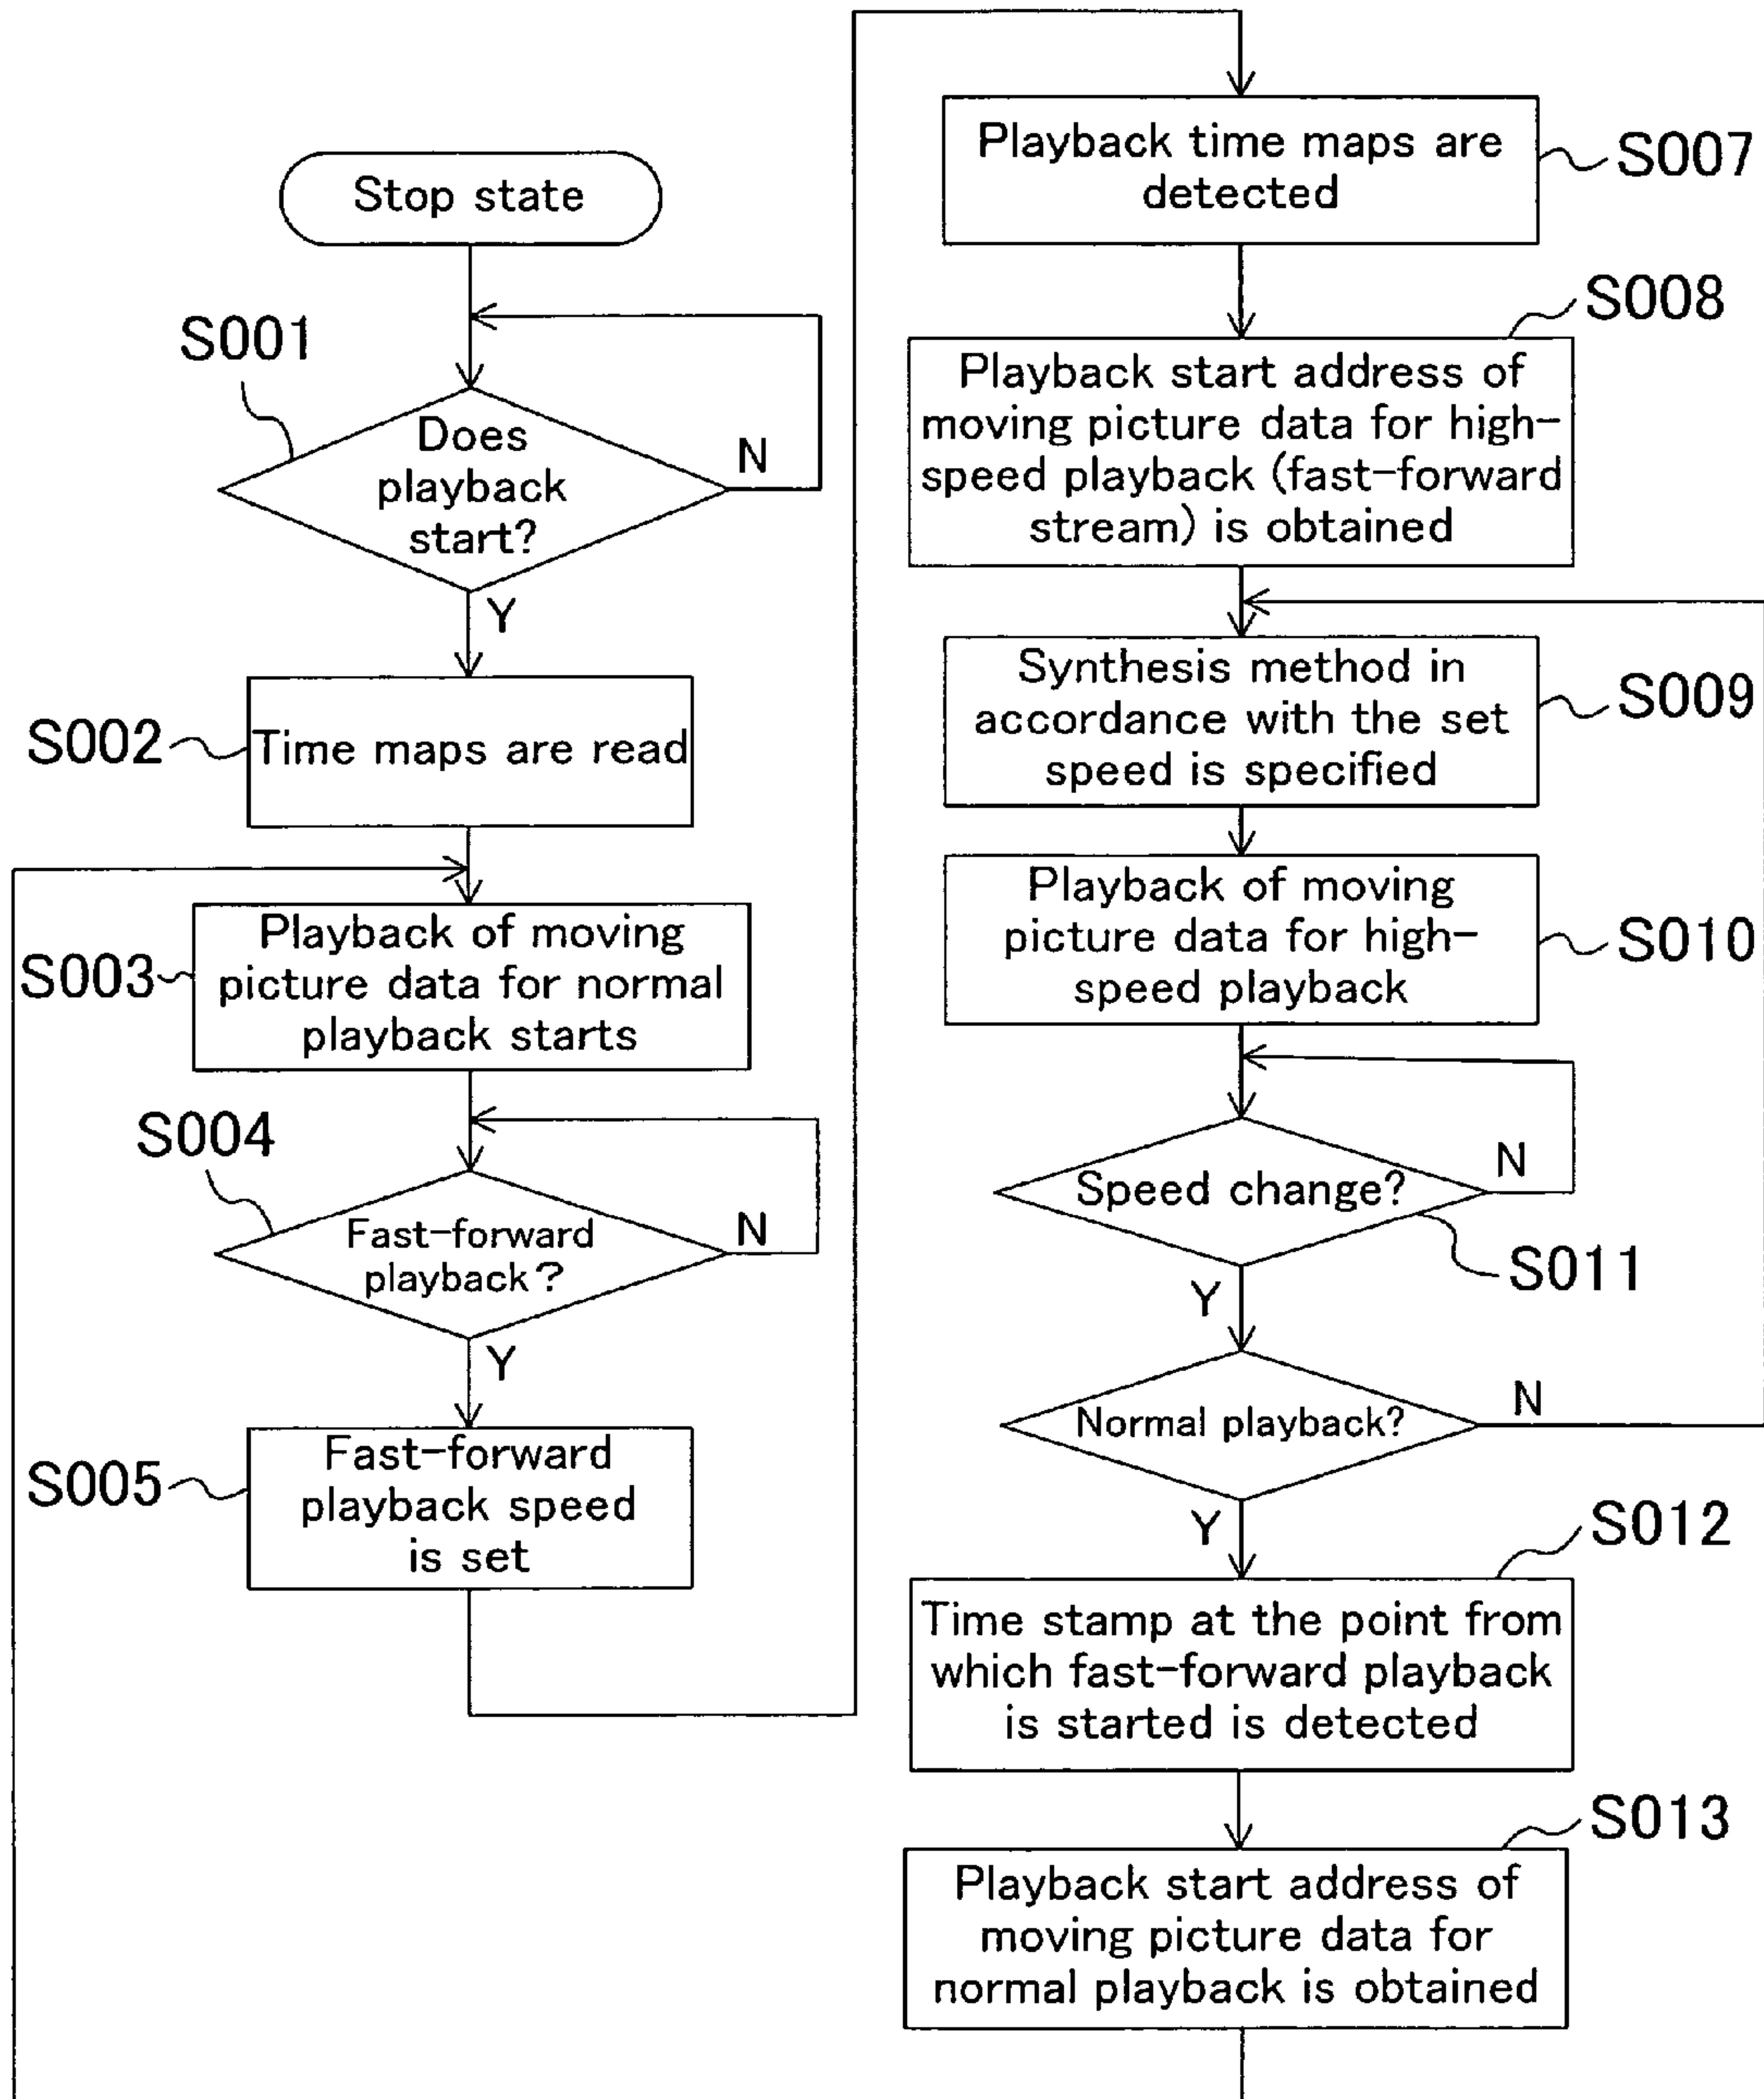 Stop state
S001
Does
playback
start?
N
Y
S002
Time maps are read
S003
Playback of moving
picture data for normal
playback starts
S004
Fast-forward
playback?
N
Y
S005
Fast-forward
playback speed
is set
Playback time maps are
detected
S007
S008
Playback start address of
moving picture data for high-
speed playback (fast-forward
stream) is obtained
Synthesis method in
accordance with the set
speed is specified
S009
Playback of moving
picture data for high-
speed playback
S010
Speed change?
N
S011
Y
Normal playback?
N
Y
S012
Time stamp at the point from
which fast-forward playback
is started is detected
S013
Playback start address of
moving picture data for
normal playback is obtained